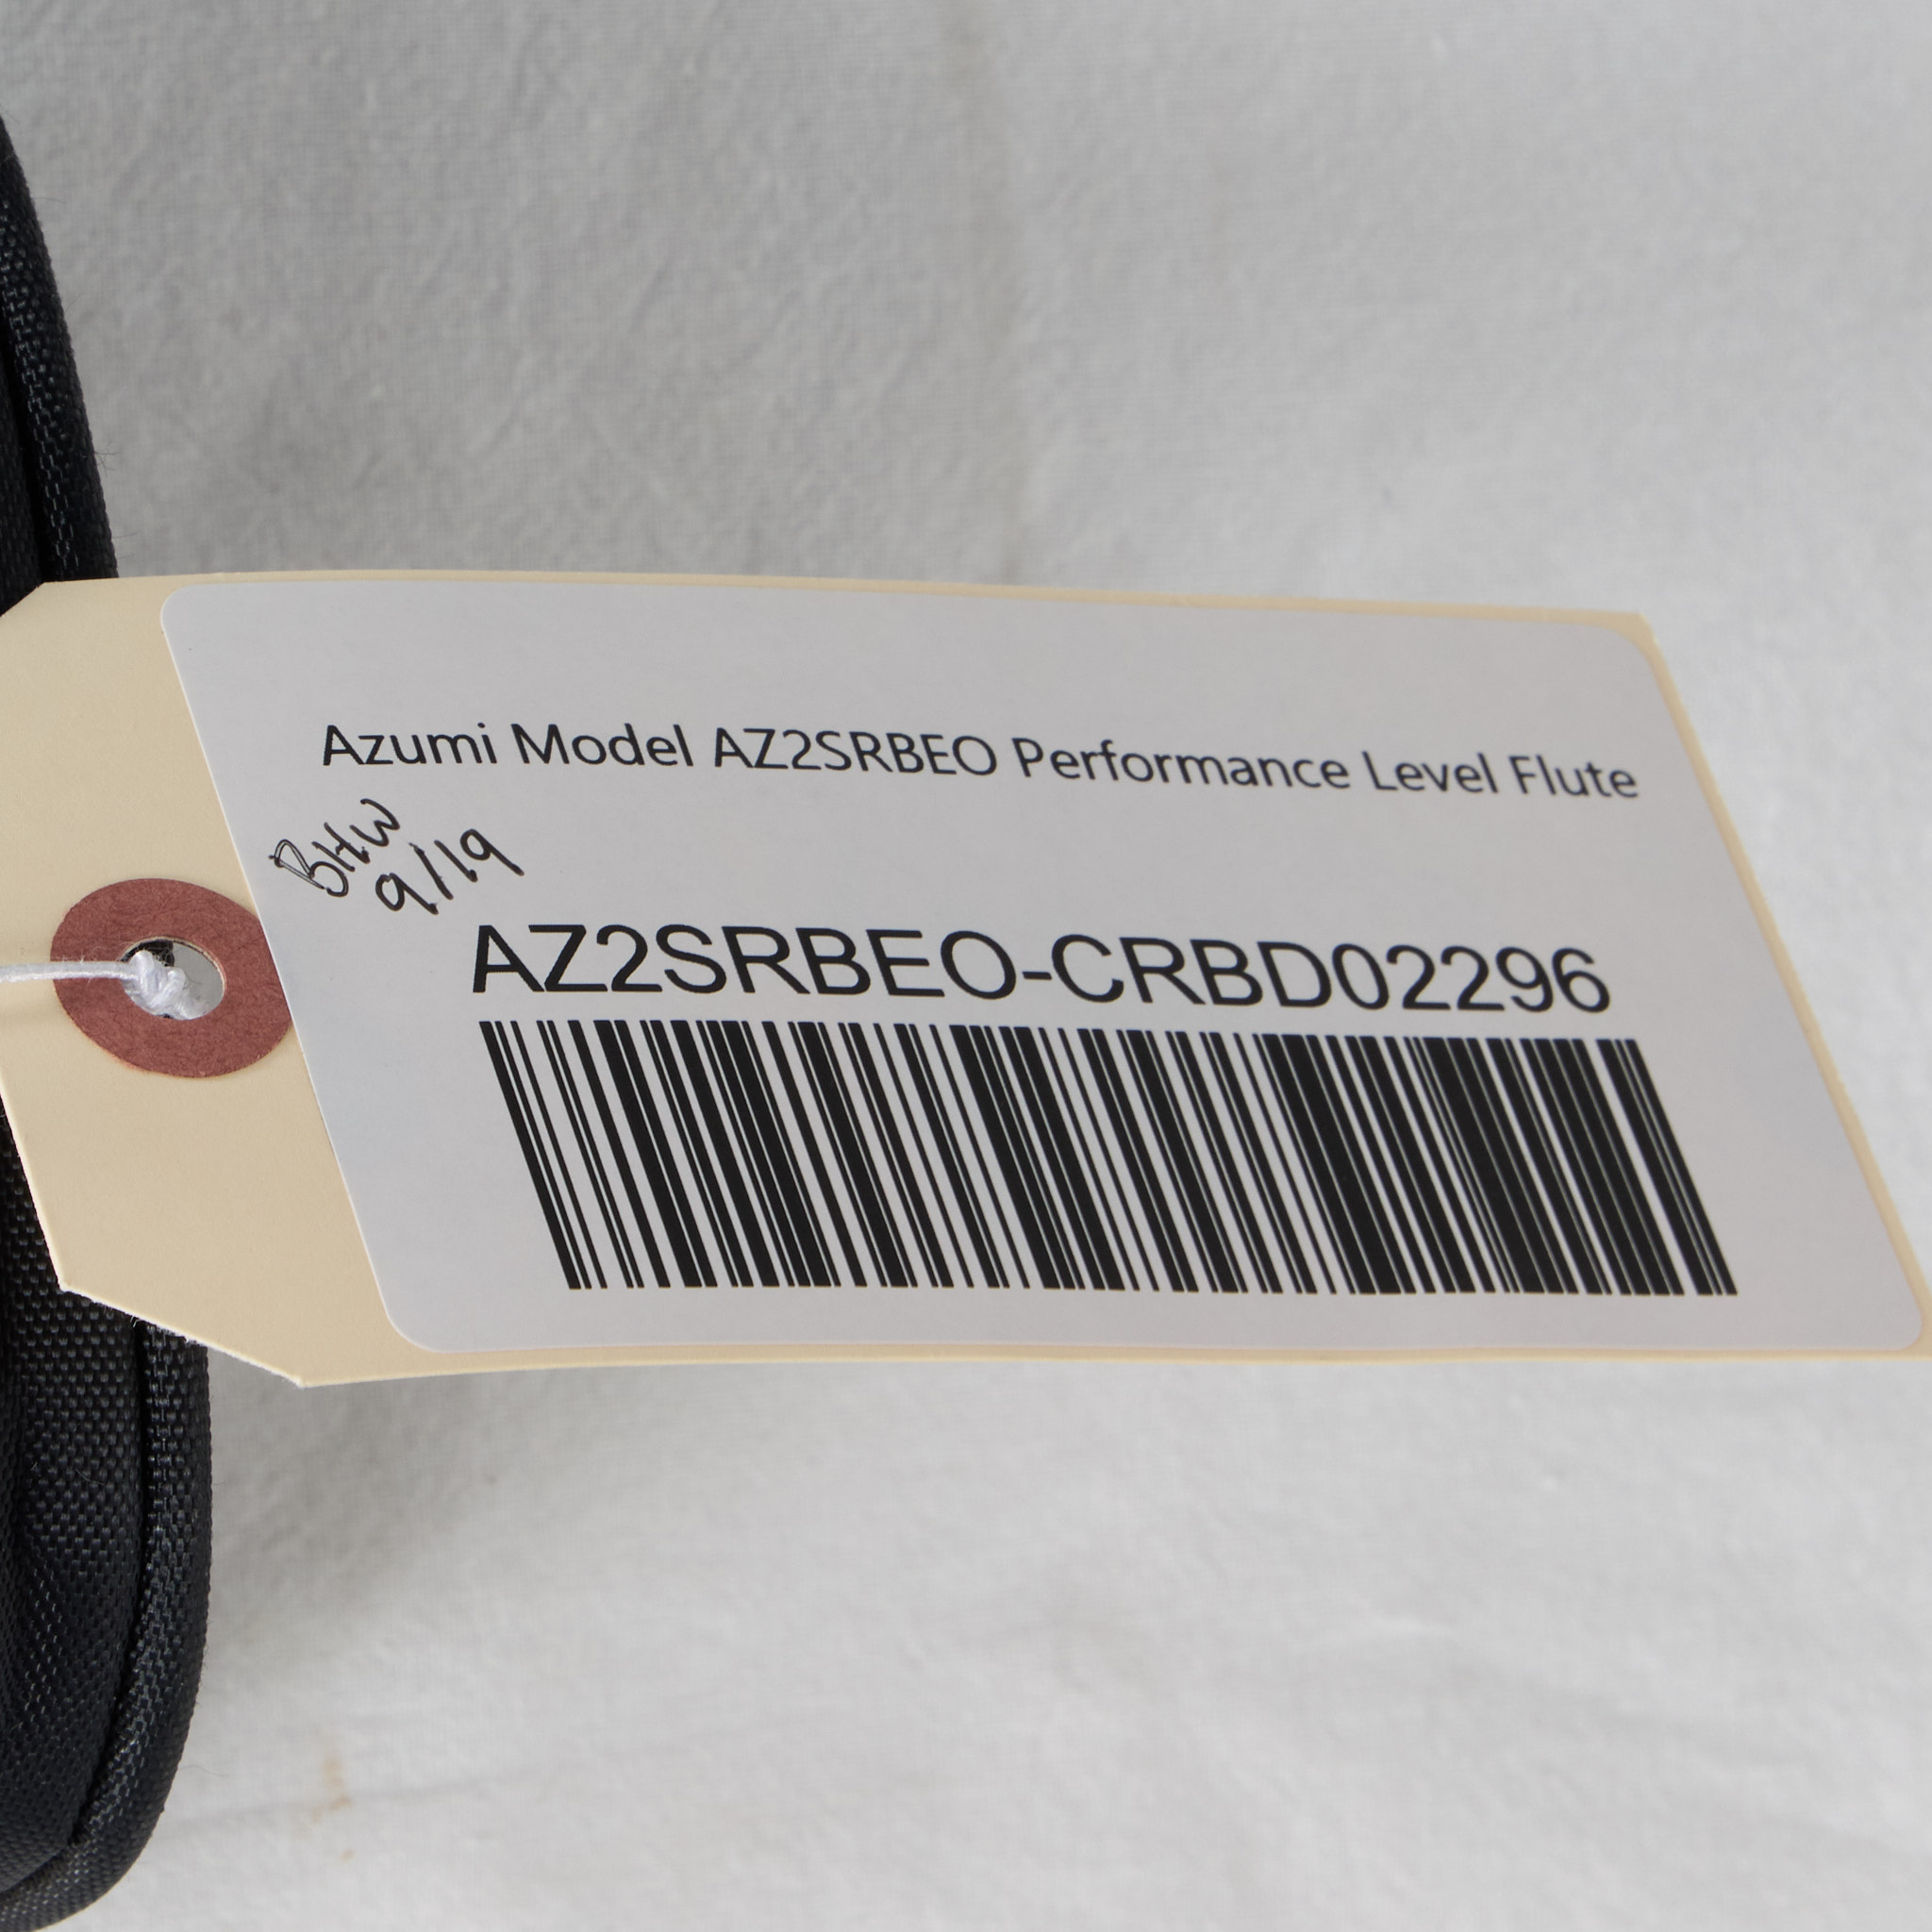 Azumi Model AZ2SRBEO Performance Level Flute
BHW
9/19
AZ2SRBEO-CRBD02296